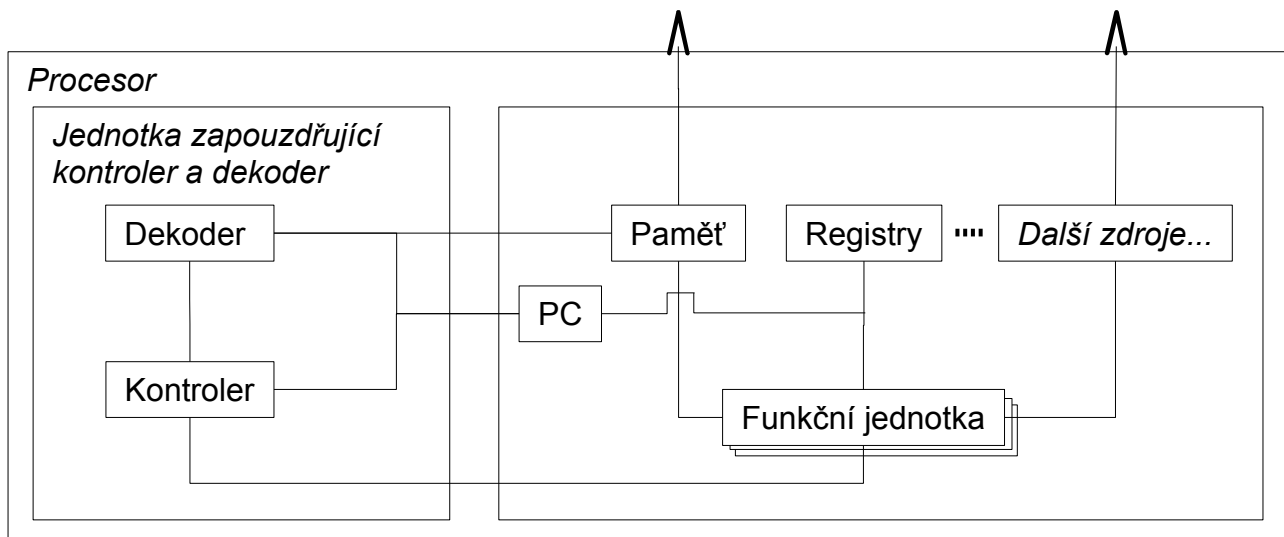 Procesor
Jednotka zapouzdřující
kontroler a dekoder
Dekoder
Paměť
Registry
Další zdroje...
PC
Kontroler
Funkční jednotka